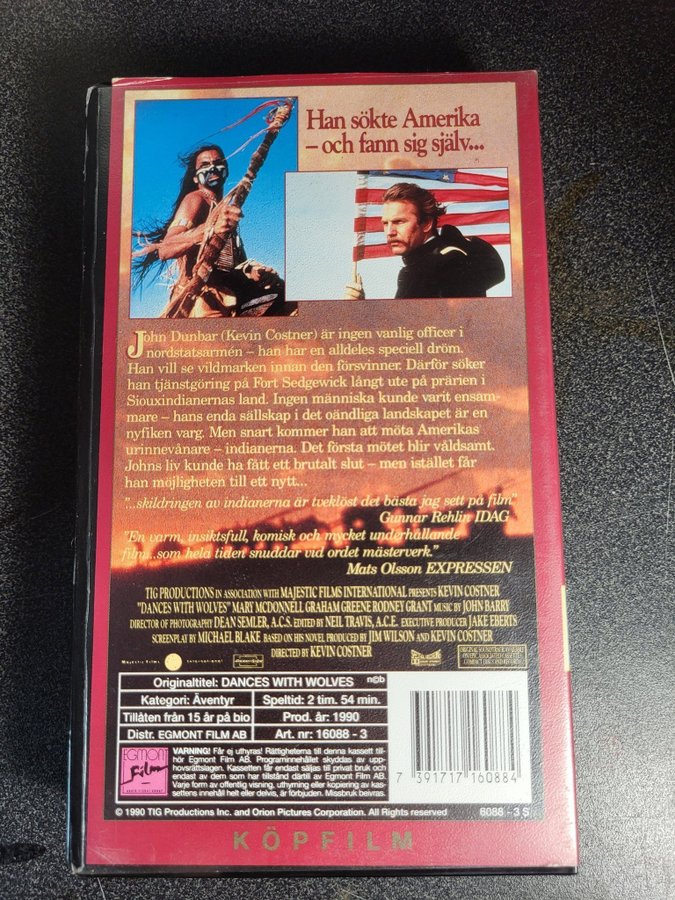 Han sökte Amerika
– och fann sig själv...
John Dunbar (Kevin Costner) är ingen vanlig officer i
nordstatsarmén – han har en alldeles speciell dröm.
Han vill se vildmarken innan den försvinner. Därför söker
han tjänstgöring på Fort Sedgewick långt ute på prärien i
Siouxindianernas land. Ingen människa kunde varit ensam-
mare – hans enda sällskap i det oändliga landskapet är en
nyfiken varg. Men snart kommer han att möta Amerikas
urinnevånare – indianerna. Det första mötet blir våldsamt.
Johns liv kunde ha fått ett brutalt slut – men istället får
han möjligheten till ett nytt...
"...skildringen av indianerna är tveklöst det bästa jag sett på film"
Gunnar Rehlin IDAG
"En varm, insiktsfull, komisk och mycket underhållande
film...som hela tiden snuddar vid ordet mästerverk."
Mats Olsson EXPRESSEN
TIG PRODUCTIONS IN ASSOCIATION WITH MAJESTIC FILMS INTERNATIONAL PRESENTS KEVIN COSTNER
"DANCES WITH WOLVES" MARY MCDONNELL GRAHAM GREENE RODNEY GRANT MUSIC BY JOHN BARRY
DIRECTOR OF PHOTOGRAPHY DEAN SEMLER, A.C.S. EDITED BY NEIL TRAVIS, A.C.E. EXECUTIVE PRODUCER JAKE EBERTS
SCREENPLAY BY MICHAEL BLAKE BASED ON HIS NOVEL PRODUCED BY JIM WILSON AND KEVIN COSTNER
DIRECTED BY KEVIN COSTNER
Majestic Films International
Originaltitel: DANCES WITH WOLVES n©b
Kategori: Äventyr Speltid: 2 tim. 54 min.
Tillåten från 15 år på bio Prod. år: 1990
Distr. EGMONT FILM AB Art. nr: 16088 - 3
EGMONT
Film
VARNING! Får ej uthyras! Rättigheterna till denna kassett till-
hör Egmont Film AB. Programinnehållet skyddas av upp-
hovsrättslagen. Kassetten får endast säljas till privat bruk och
endast av dem som har tillstånd därtill av Egmont Film AB.
Varje form av offentlig visning, uthyrning eller kopiering av kas-
settens innehåll helt eller delvis, är förbjuden. Missbruk beivras.
7 391717 160884
© 1990 TIG Productions Inc. and Orion Pictures Corporation. All Rights reserved
6088 - 3 S
KÖPFILM